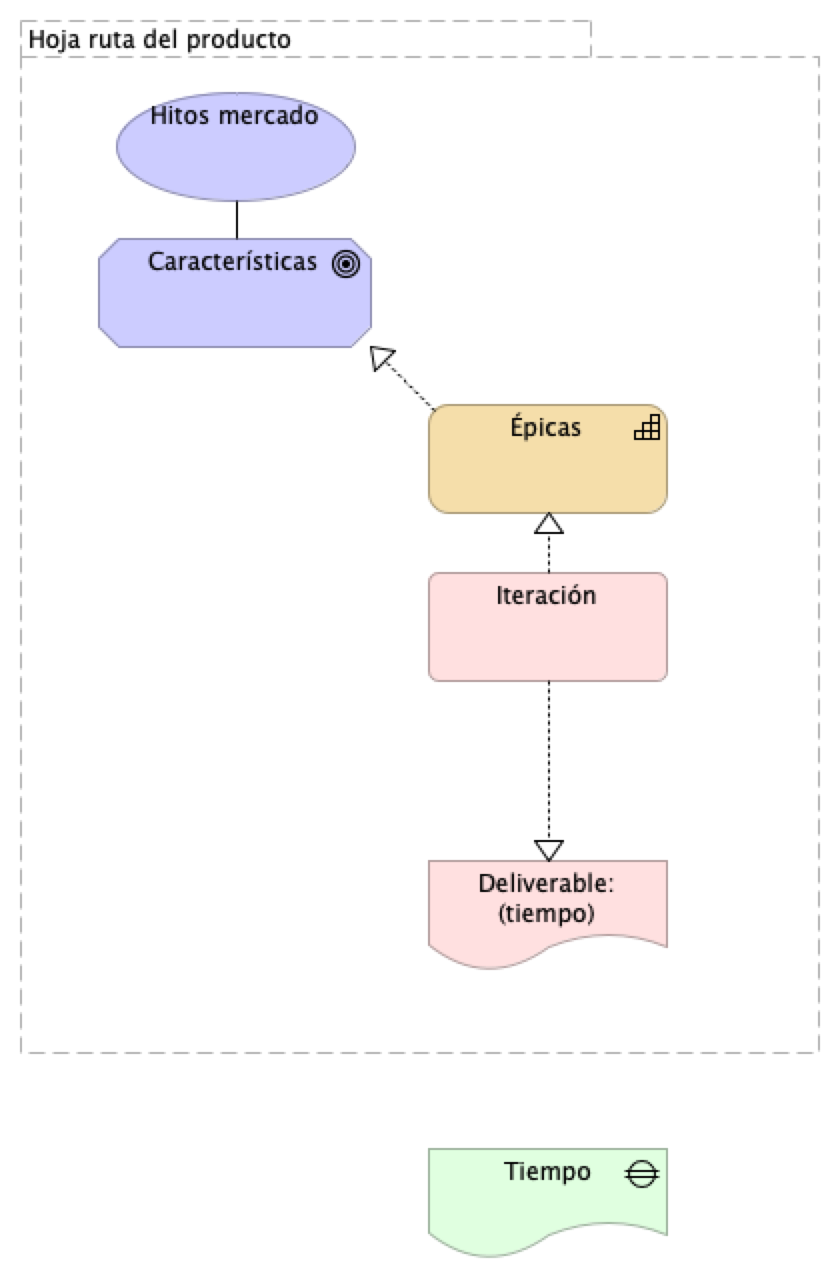 Hoja ruta del producto
Hitos mercado
Características
Épicas
Iteración
Deliverable:
(tiempo)
Tiempo